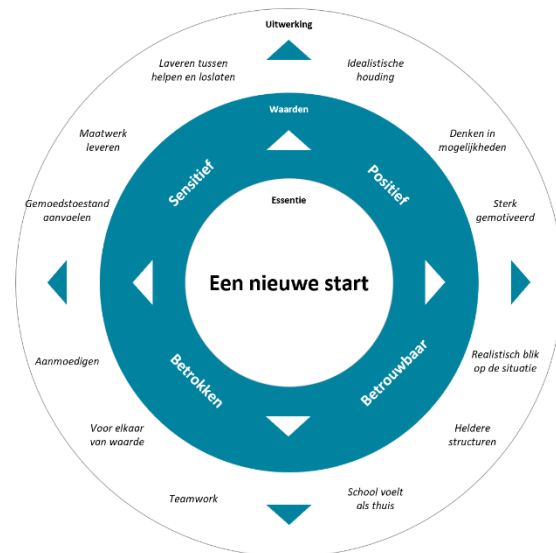 Uitwerking
Laveren tussen
helpen en loslaten
Idealistische
houding
Waarden
Maatwerk
leveren
Denken in
mogelijkheden
Sensitief
Positief
Essentie
Gemoedstoestand
aanvoelen
Sterk
gemotiveerd
Een nieuwe start
Aanmoedigen
Realistisch blik
op de situatie
Betrokken
Betrouwbaar
Voor elkaar
van waarde
Heldere
structuren
Teamwork
School voelt
als thuis